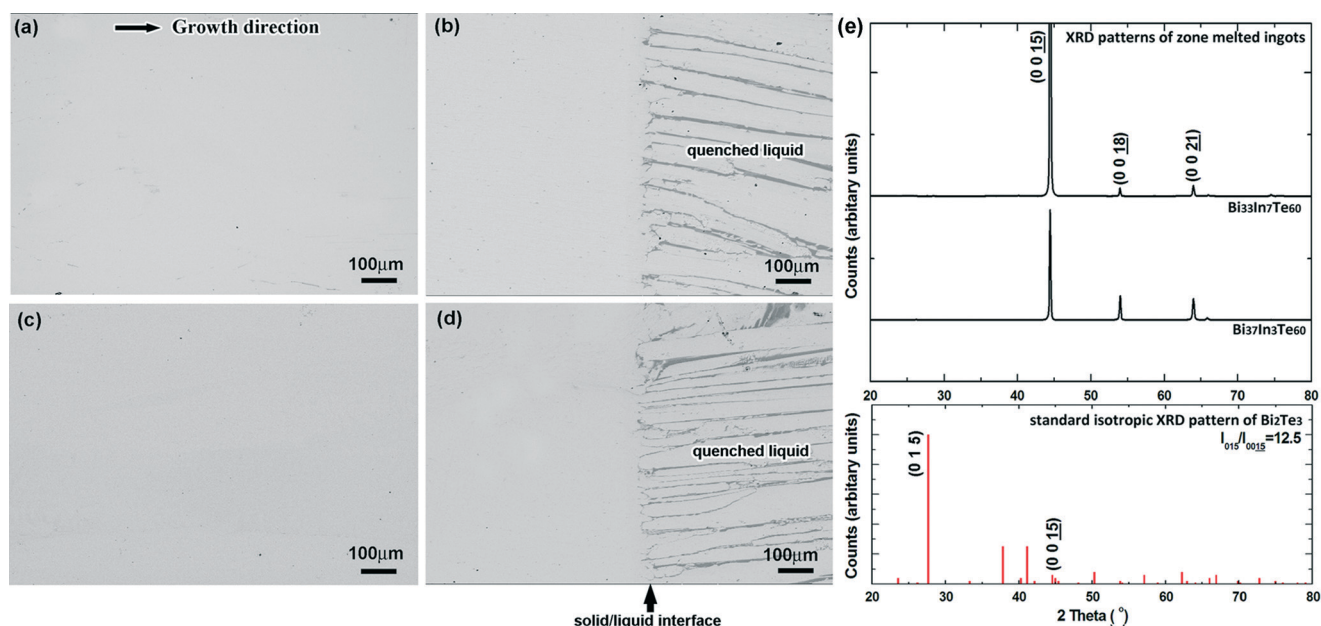 (a)
Growth direction
100μm
(b)
quenched liquid
100μm
(c)
100μm
(d)
quenched liquid
100μm
solid/liquid interface
(e)
XRD patterns of zone melted ingots
(0 0 15)
(0 0 18)
(0 0 21)
Bi33In7Te60
Bi37In3Te60
Counts (arbitary units)
20 30 40 50 60 70 80
standard isotropic XRD pattern of Bi2Te3
I015/I0015=12.5
(0 1 5)
(0 0 15)
Counts (arbitary units)
20 30 40 50 60 70 80
2 Theta (°)